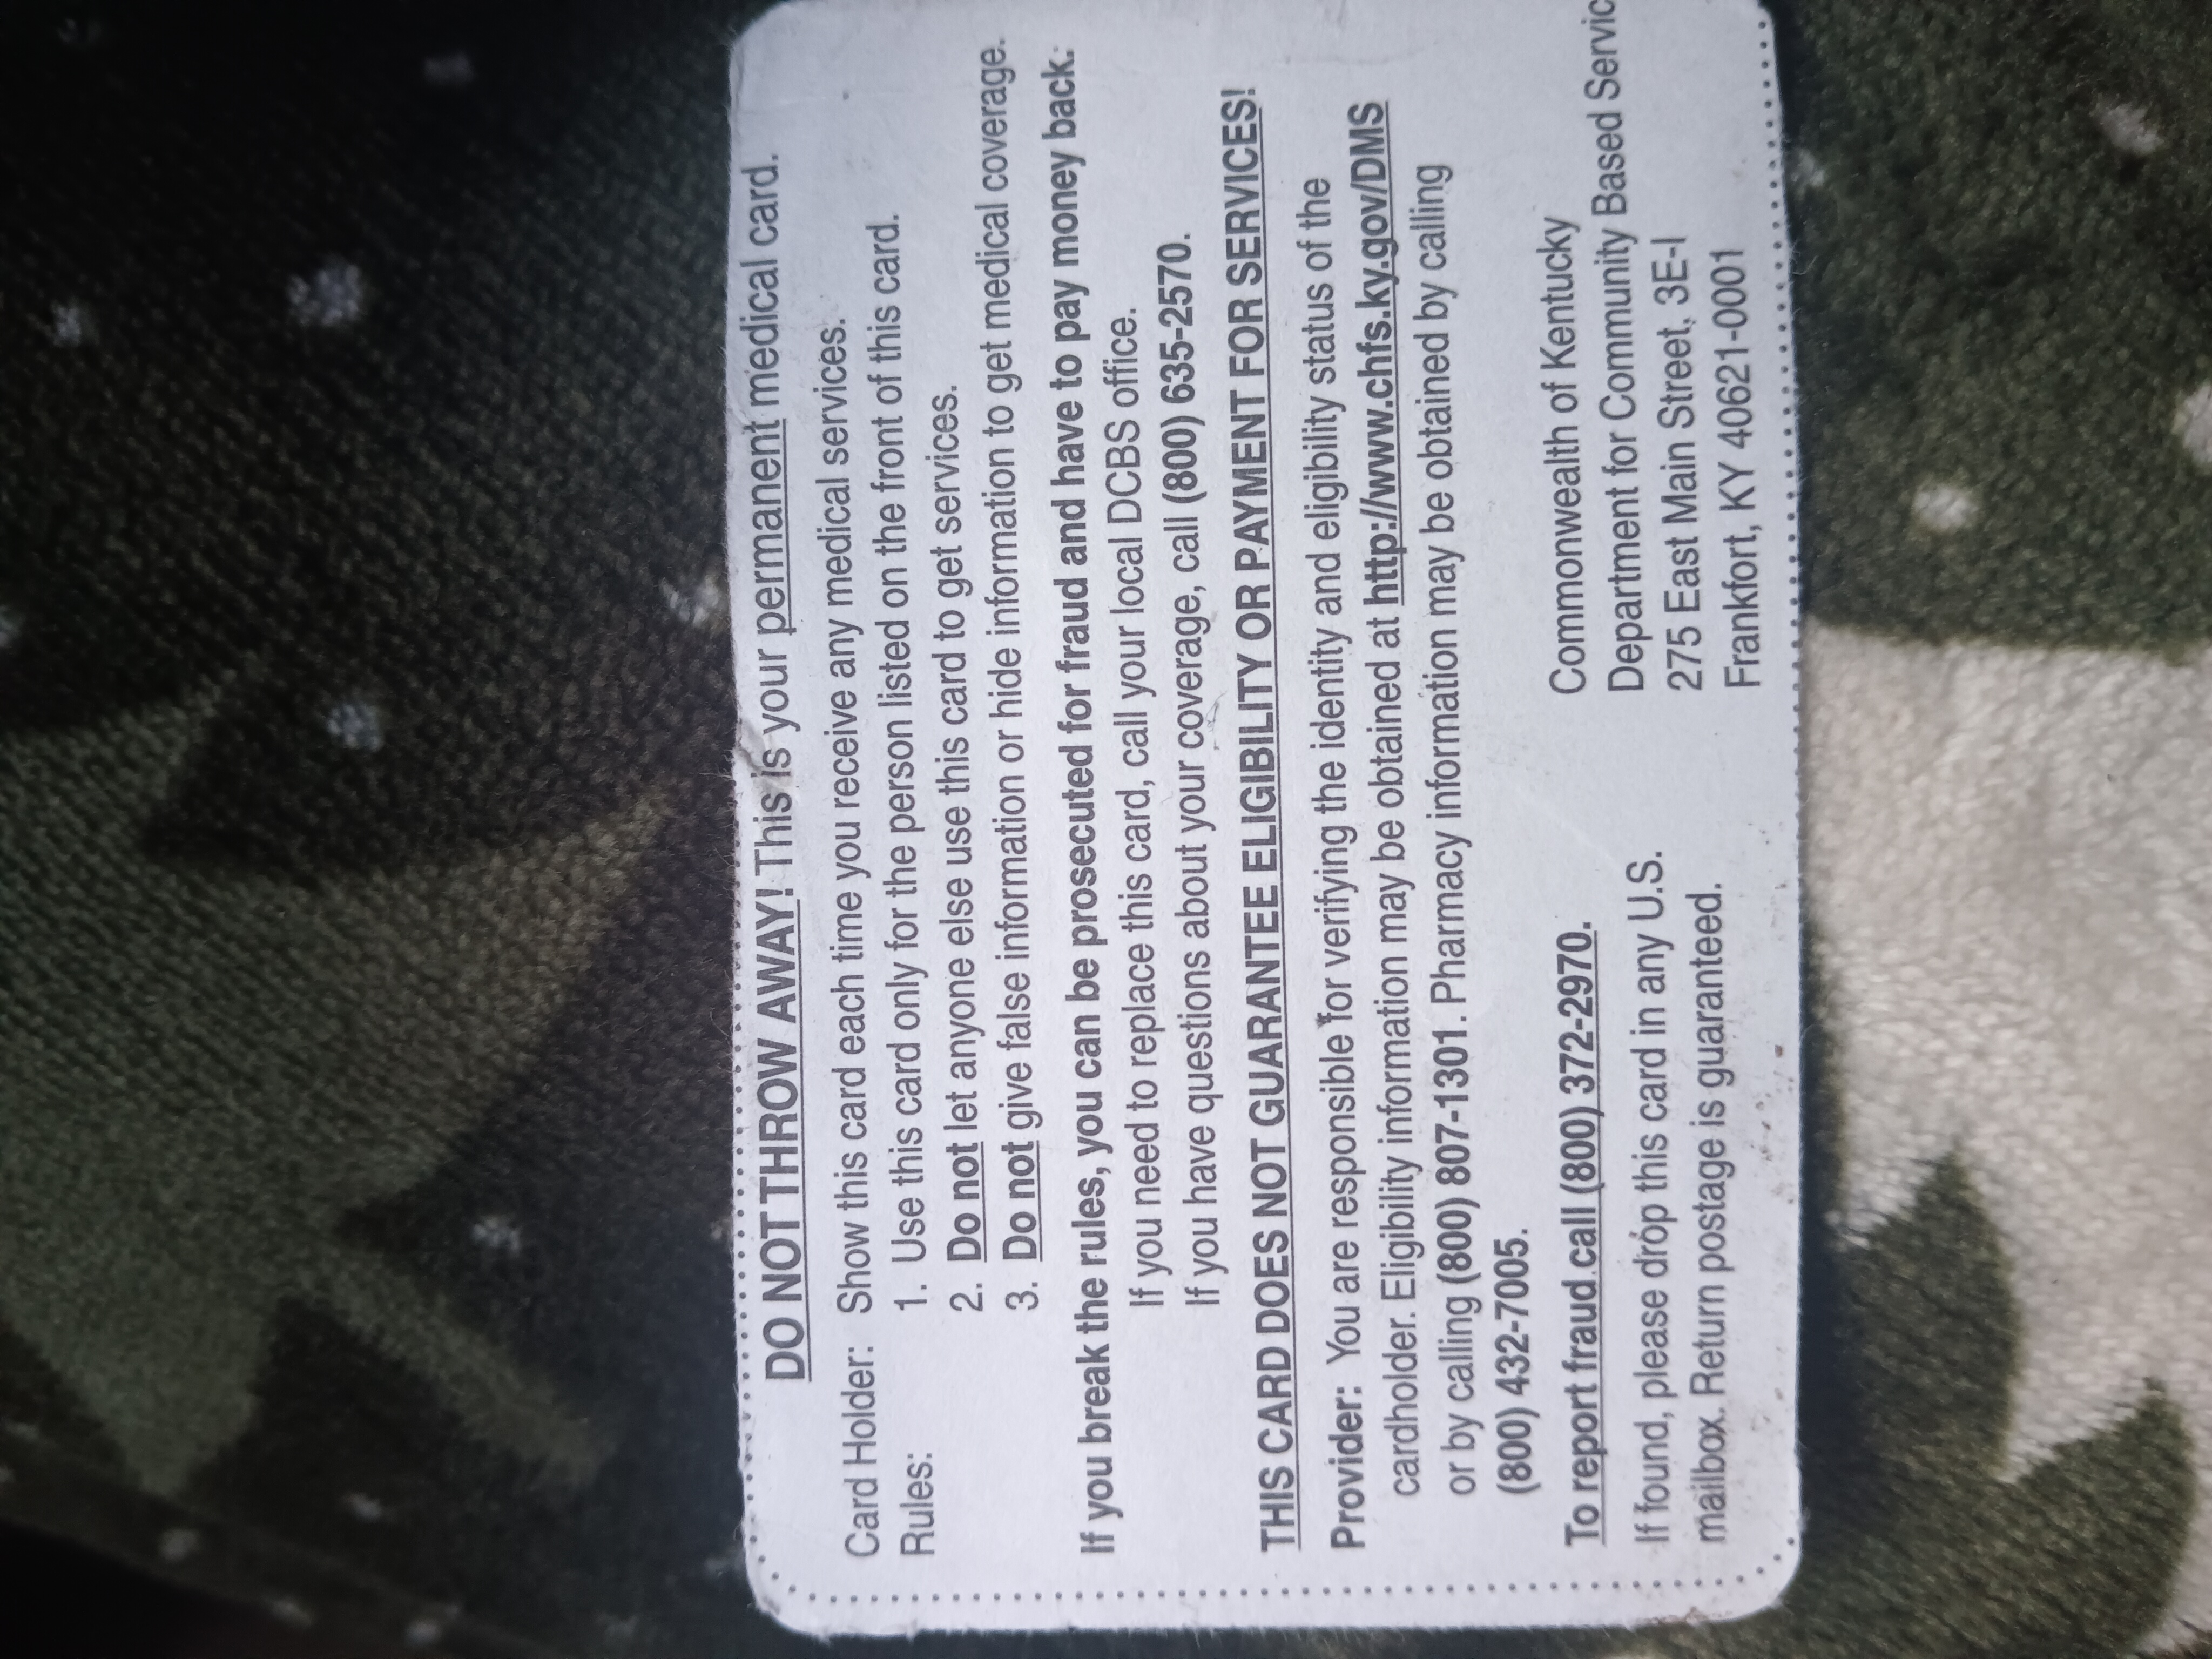 DO NOT THROW AWAY! This is your permanent medical card.
Card Holder: Show this card each time you receive any medical services.
Rules: 1. Use this card only for the person listed on the front of this card.
2. Do not let anyone else use this card to get services.
3. Do not give false information or hide information to get medical coverage.
If you break the rules, you can be prosecuted for fraud and have to pay money back.
If you need to replace this card, call your local DCBS office.
If you have questions about your coverage, call (800) 635-2570.
THIS CARD DOES NOT GUARANTEE ELIGIBILITY OR PAYMENT FOR SERVICES!
Provider: You are responsible for verifying the identity and eligibility status of the
cardholder. Eligibility information may be obtained at http://www.chfs.ky.gov/DMS
or by calling (800) 807-1301. Pharmacy information may be obtained by calling
(800) 432-7005.
To report fraud call (800) 372-2970.
If found, please drop this card in any U.S.
mailbox. Return postage is guaranteed.
Commonwealth of Kentucky
Department for Community Based Servic
275 East Main Street, 3E-I
Frankfort, KY 40621-0001